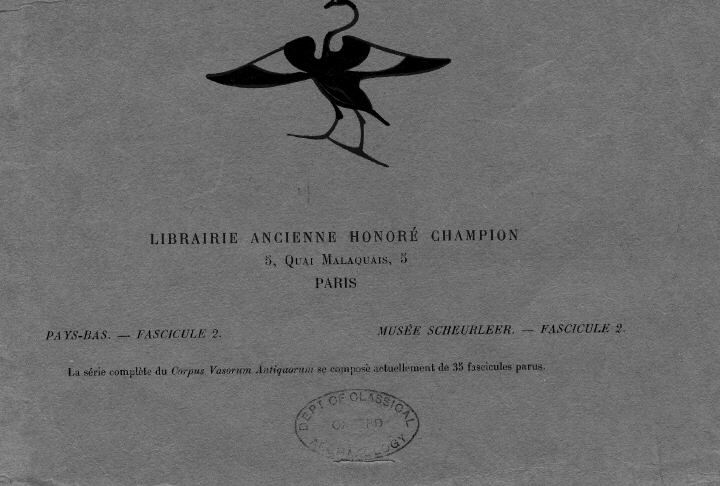 LIBRAIRIE ANCIENNE HONORÉ CHAMPION
5, QUAI MALAQUAIS, 5
PARIS
PAYS-BAS. — FASCICULE 2.
MUSÉE SCHEURLEER. — FASCICULE 2.
La série complète du Corpus Vasorum Antiquorum se compose actuellement de 35 fascicules parus.
DEPT OF CLASSICAL
ARCHAEOLOGY